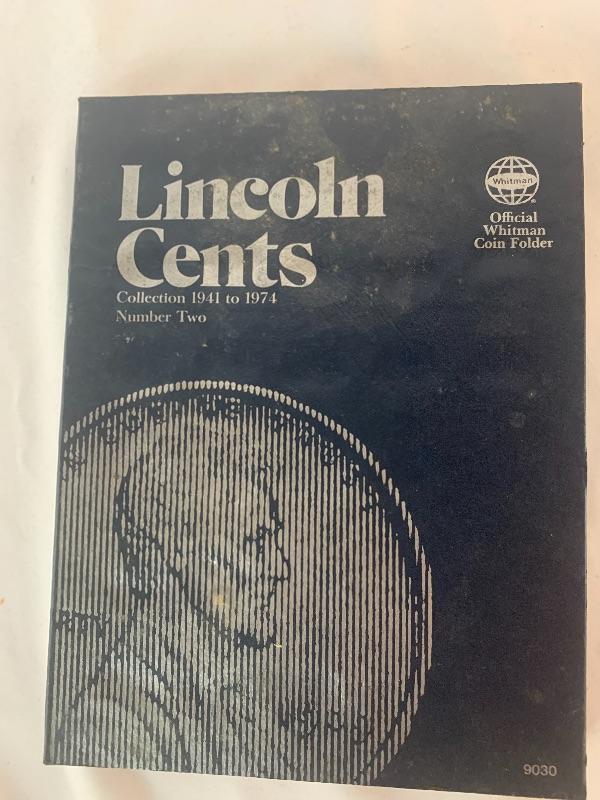 Lincoln
Cents
Collection 1941 to 1974
Number Two
Whitman
®
Official
Whitman
Coin Folder
9030